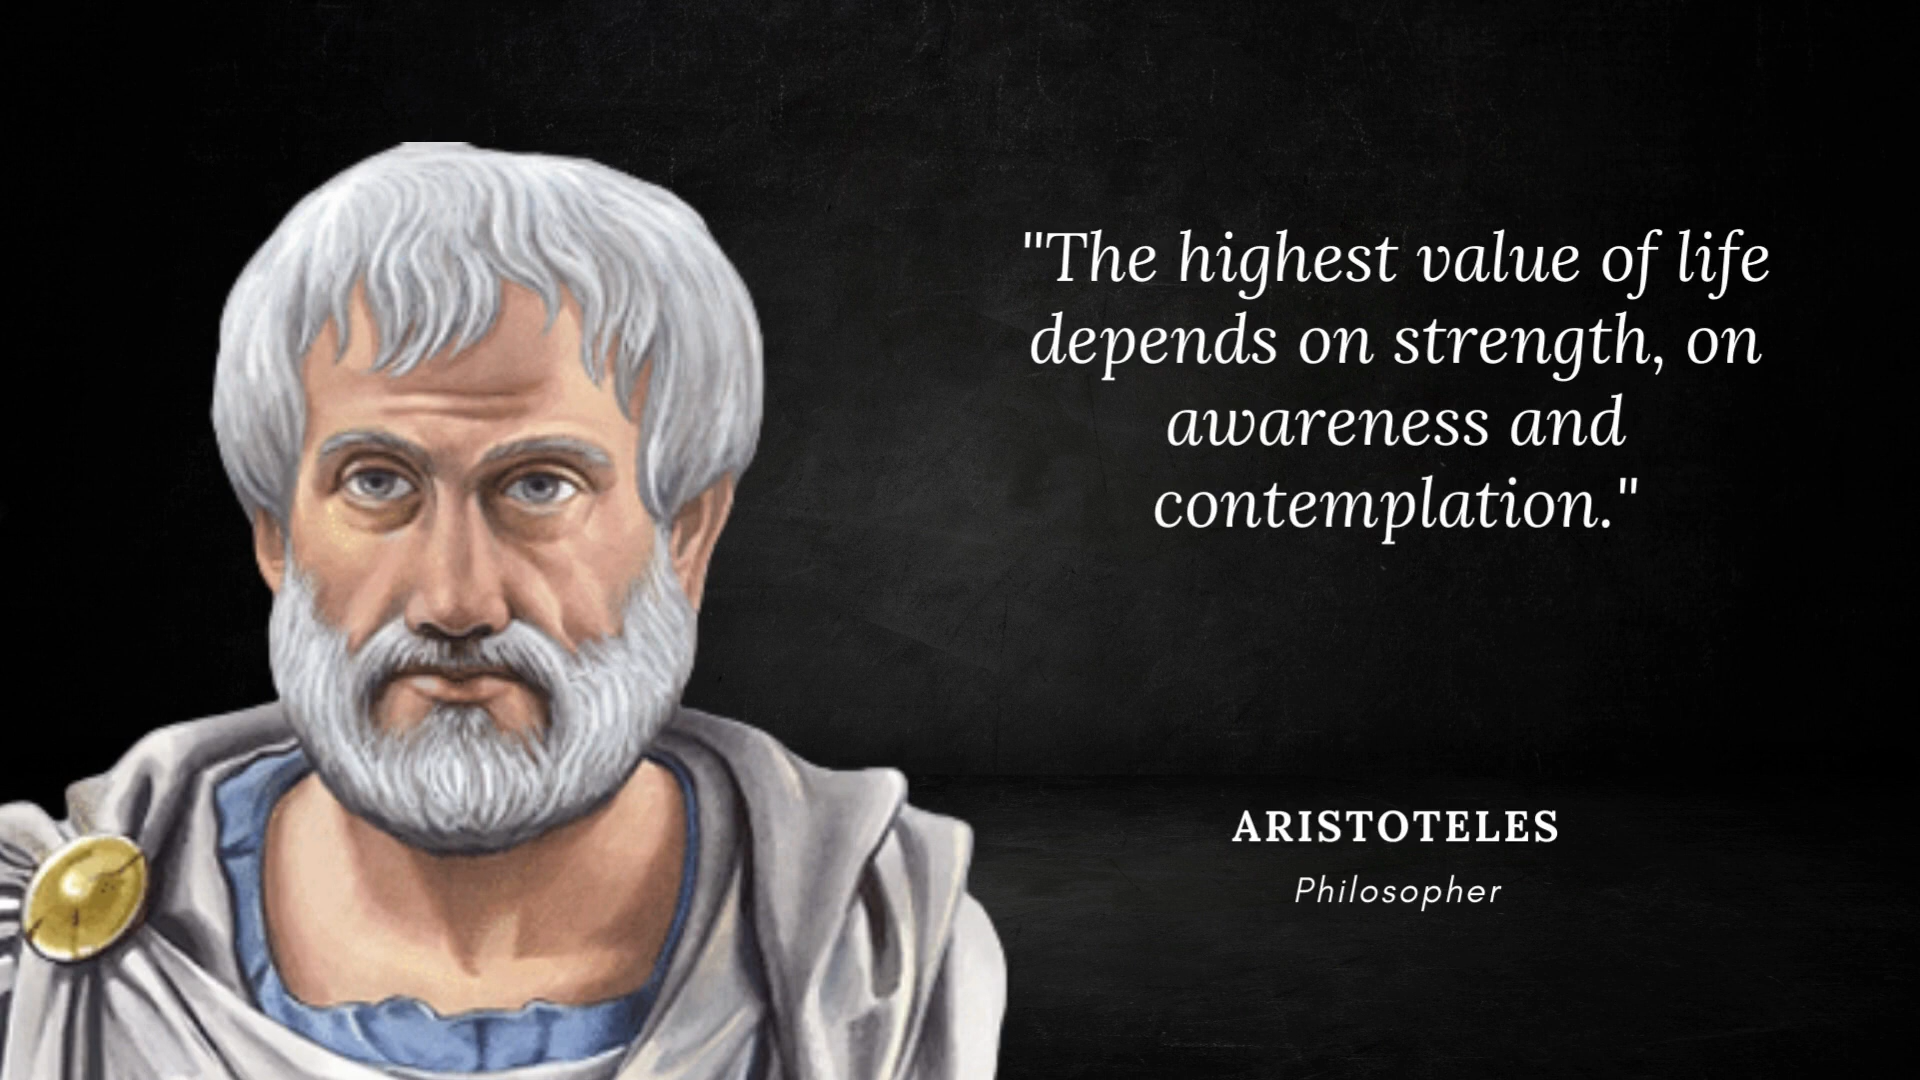 "The highest value of life
depends on strength, on
awareness and
contemplation."
ARISTOTELES
Philosopher